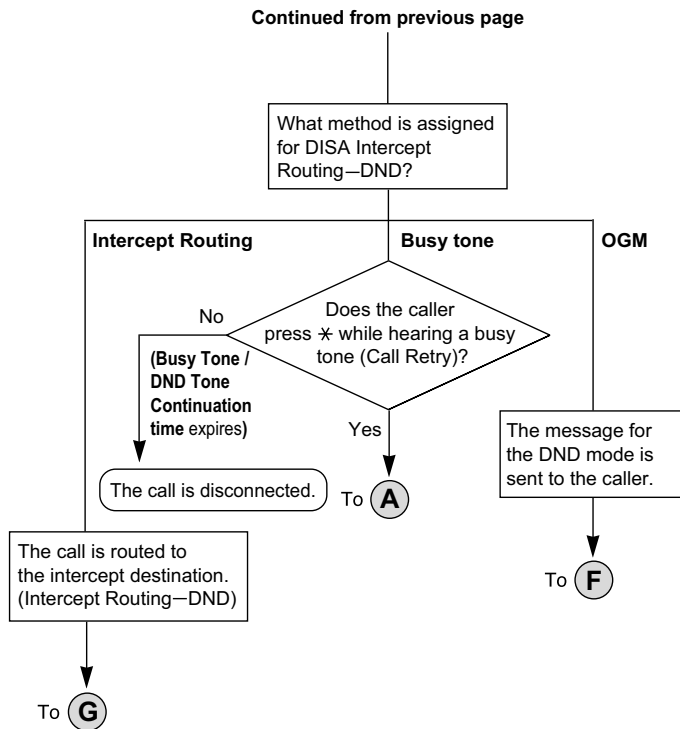 Continued from previous page
What method is assigned
for DISA Intercept
Routing—DND?
Intercept Routing
Busy tone
OGM
Does the caller
press ✳ while hearing a busy
tone (Call Retry)?
No
(Busy Tone /
DND Tone
Continuation
time expires)
Yes
The call is disconnected.
To A
The message for
the DND mode is
sent to the caller.
To F
The call is routed to
the intercept destination.
(Intercept Routing—DND)
To G